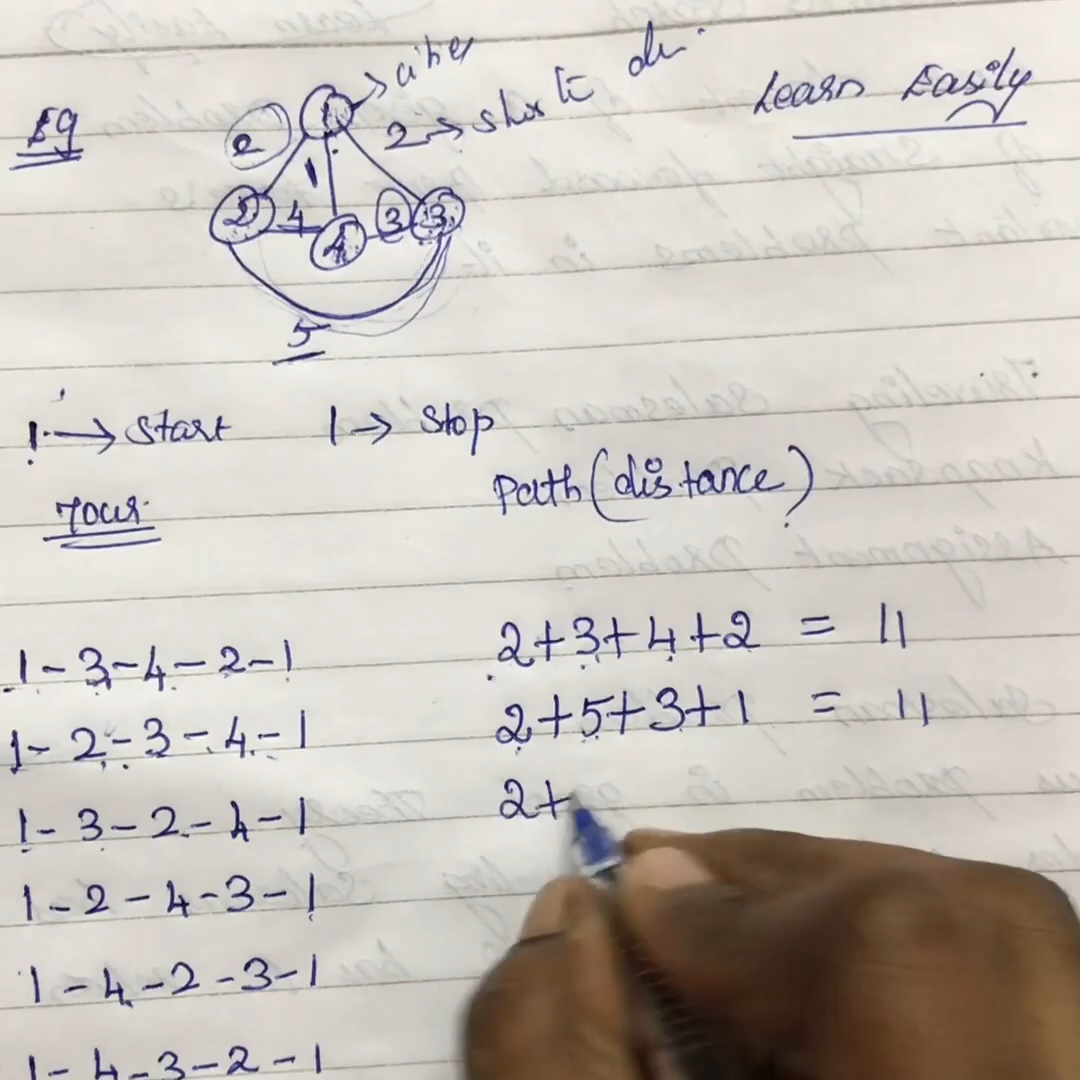 Eg
→ cities
2 → shortest dis.
Learn Easily
1
2
1
2
4
4
3
3
5
1 → Start 1 → Stop
Tour
Path (distance)
1 - 3 - 4 - 2 - 1 2 + 3 + 4 + 2 = 11
1 - 2 - 3 - 4 - 1 2 + 5 + 3 + 1 = 11
1 - 3 - 2 - 4 - 1 2 +
1 - 2 - 4 - 3 - 1
1 - 4 - 2 - 3 - 1
1 - 4 - 3 - 2 - 1